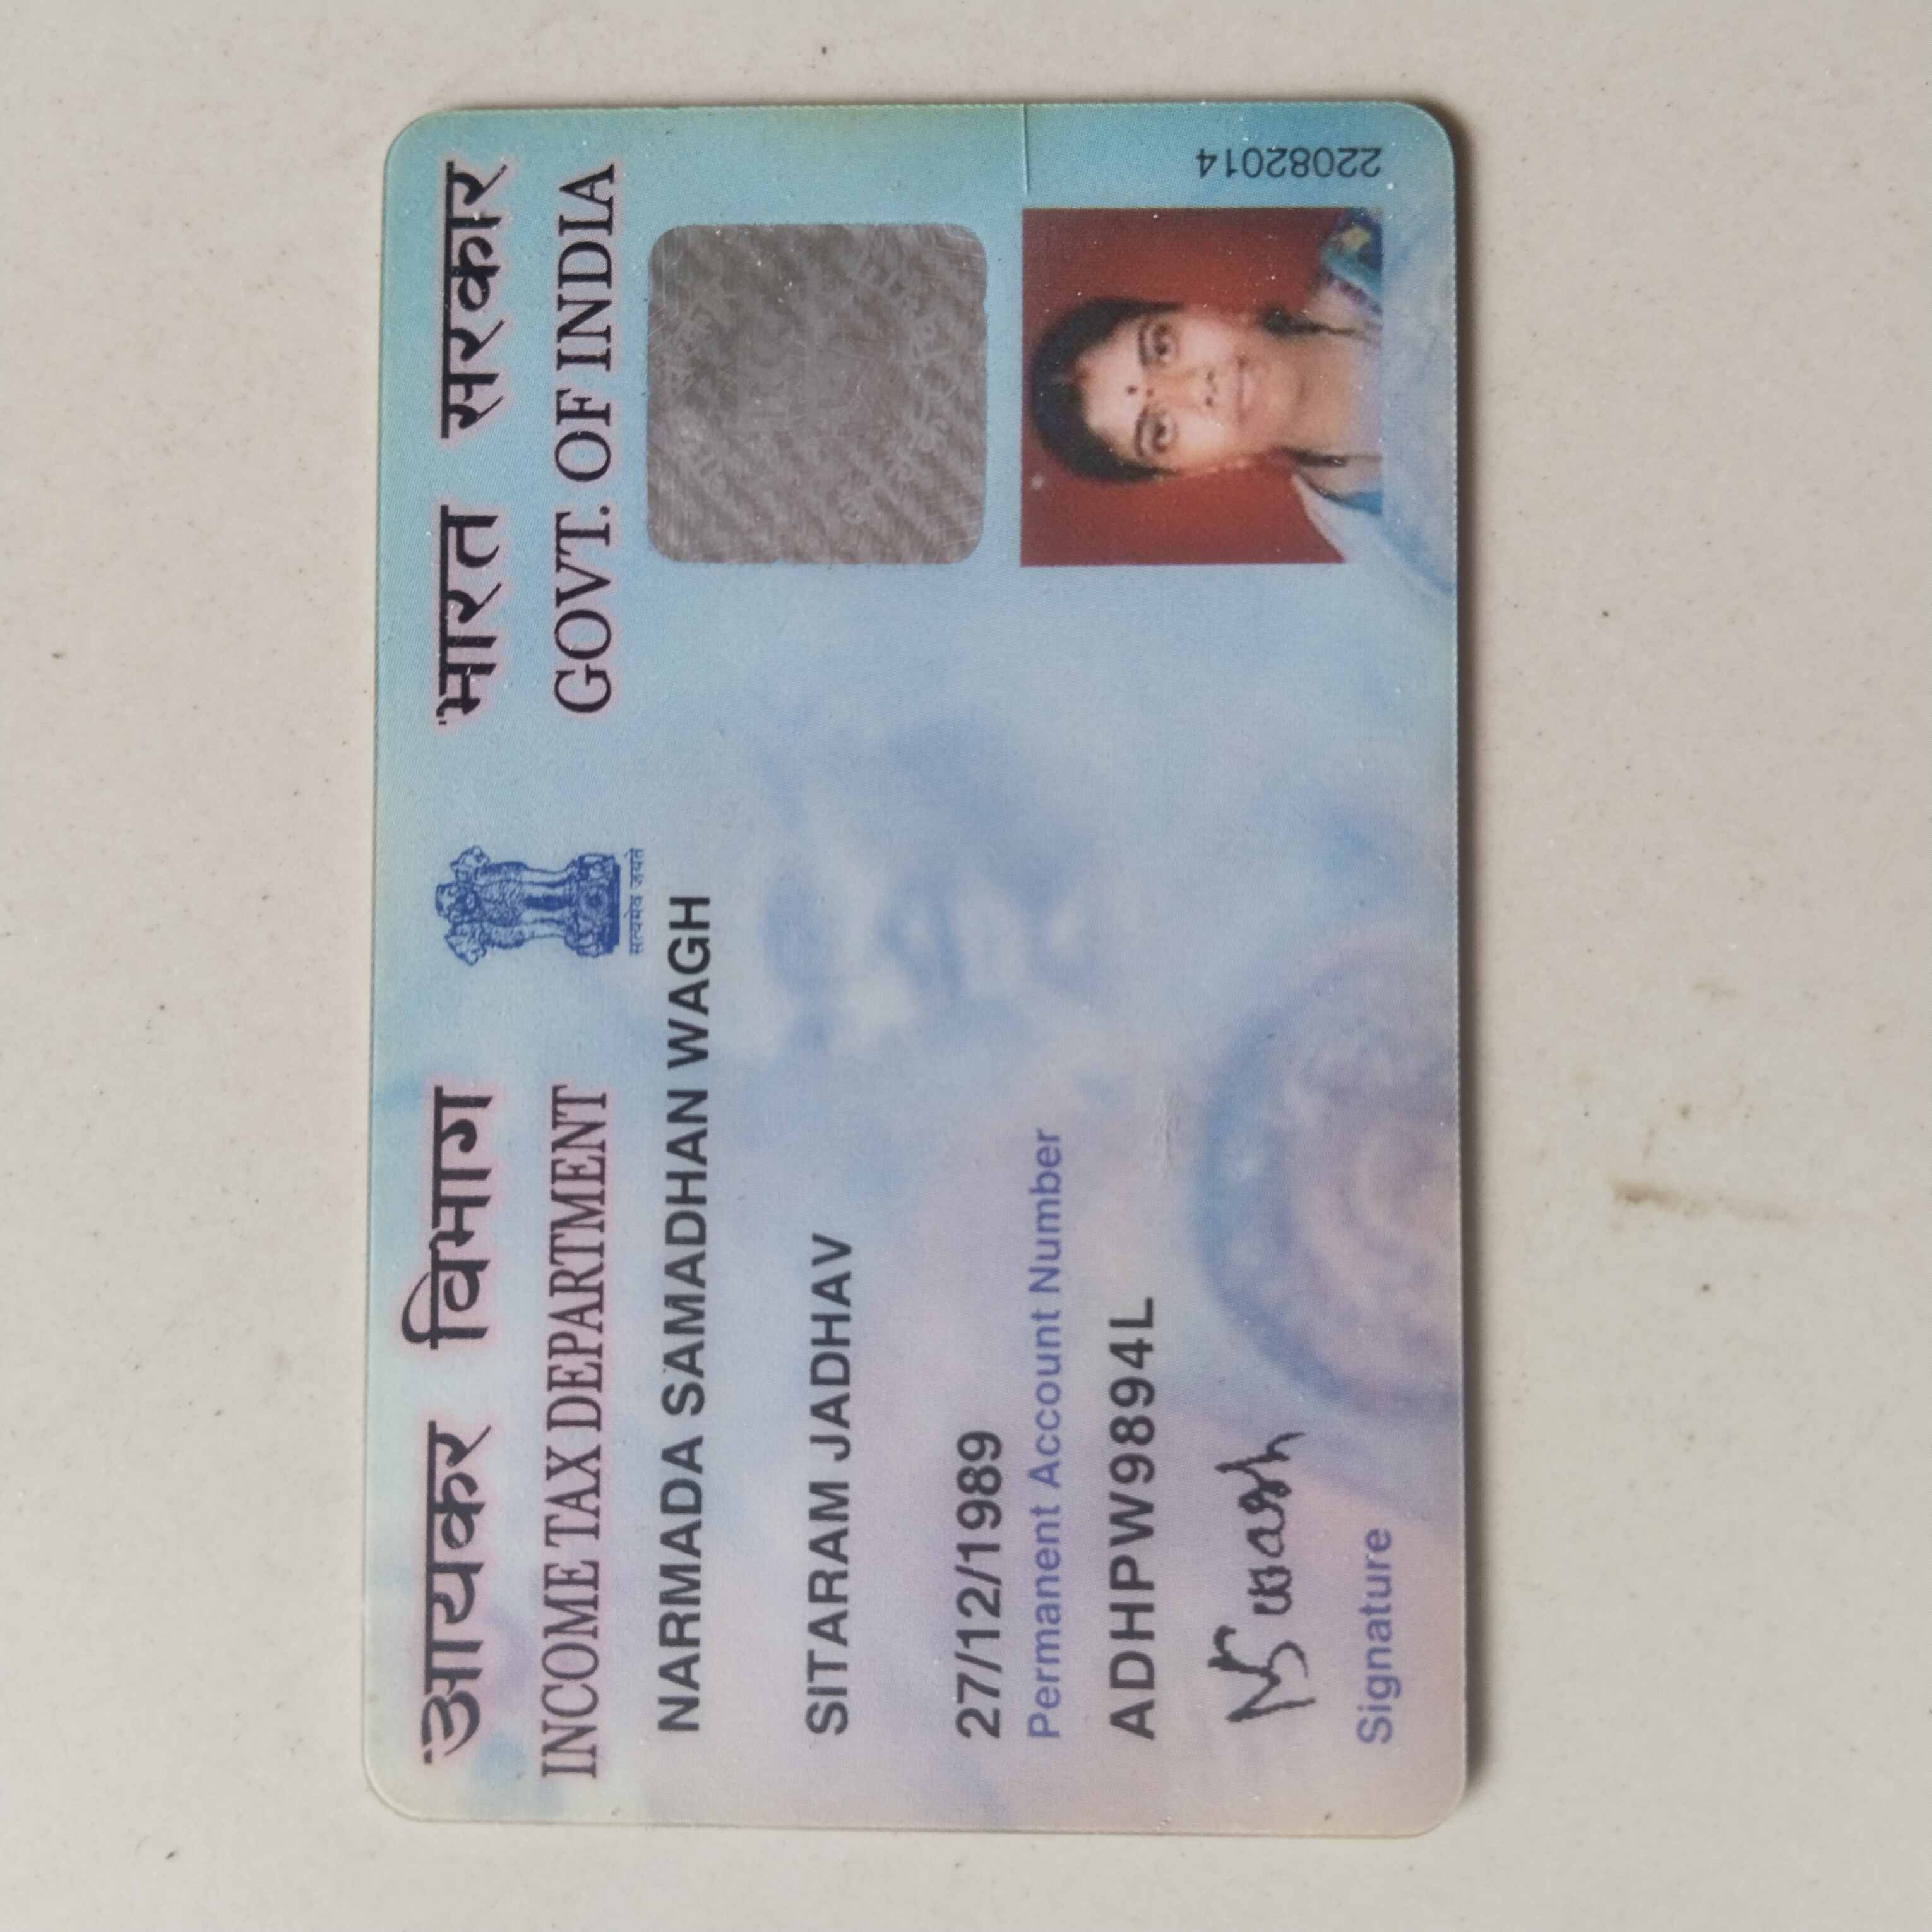 आयकर विभाग
INCOME TAX DEPARTMENT
सत्यमेव जयते
भारत सरकार
GOVT. OF INDIA
NARMADA SAMADHAN WAGH
SITARAM JADHAV
27/12/1989
Permanent Account Number
ADHPW9894L
Signature
22082014